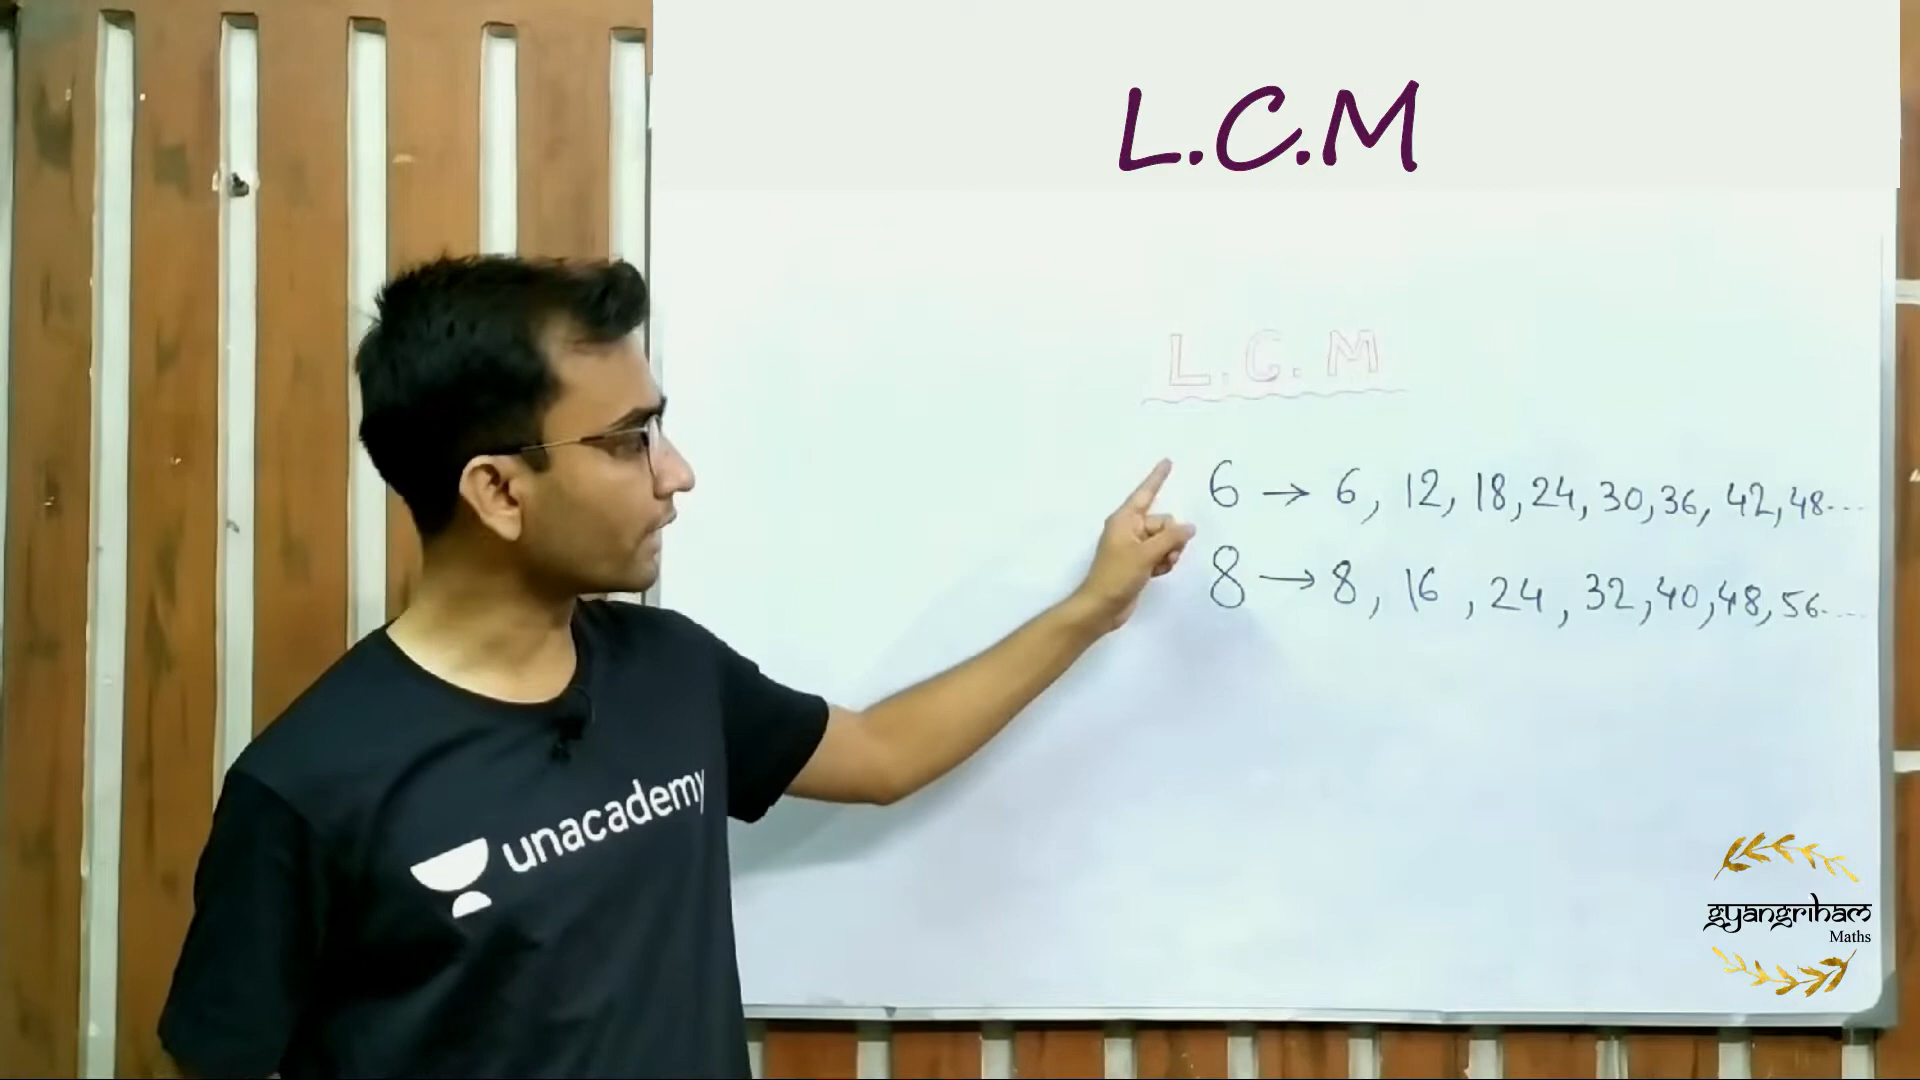 L.C.M
L.C.M
6 → 6, 12, 18, 24, 30, 36, 42, 48....
8 → 8, 16, 24, 32, 40, 48, 56.....
unacademy
gyangriham
Maths